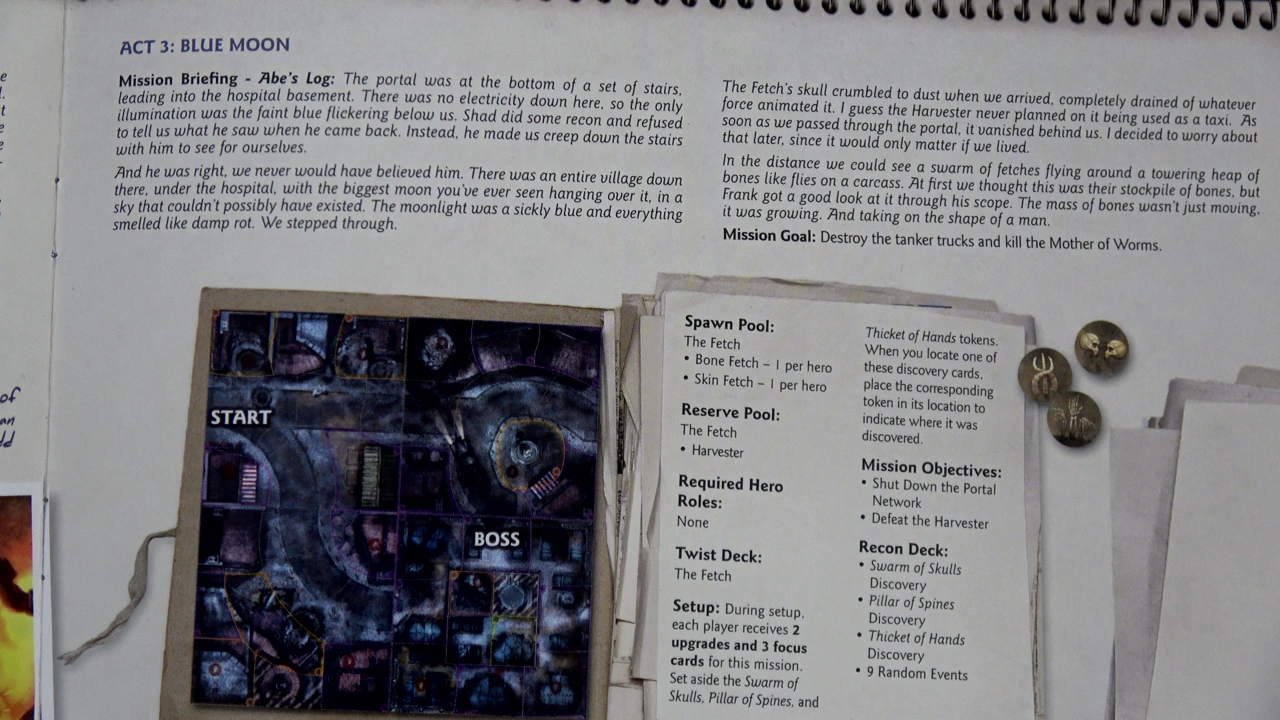 ACT 3: BLUE MOON
Mission Briefing - Abe's Log: The portal was at the bottom of a set of stairs,
leading into the hospital basement. There was no electricity down here, so the only
illumination was the faint blue flickering below us. Shad did some recon and refused
to tell us what he saw when he came back. Instead, he made us creep down the stairs
with him to see for ourselves.
And he was right, we never would have believed him. There was an entire village down
there, under the hospital, with the biggest moon you've ever seen hanging over it, in a
sky that couldn't possibly have existed. The moonlight was a sickly blue and everything
smelled like damp rot. We stepped through.
The Fetch's skull crumbled to dust when we arrived, completely drained of whatever
force animated it. I guess the Harvester never planned on it being used as a taxi. As
soon as we passed through the portal, it vanished behind us. I decided to worry about
that later, since it would only matter if we lived.
In the distance we could see a swarm of fetches flying around a towering heap of
bones like flies on a carcass. At first we thought this was their stockpile of bones, but
Frank got a good look at it through his scope. The mass of bones wasn't just moving,
it was growing. And taking on the shape of a man.
Mission Goal: Destroy the tanker trucks and kill the Mother of Worms.
START
BOSS
Spawn Pool:
The Fetch
• Bone Fetch – 1 per hero
• Skin Fetch – 1 per hero
Reserve Pool:
The Fetch
• Harvester
Required Hero
Roles:
None
Twist Deck:
The Fetch
Setup: During setup,
each player receives 2
upgrades and 3 focus
cards for this mission.
Set aside the Swarm of
Skulls, Pillar of Spines, and
Thicket of Hands tokens.
When you locate one of
these discovery cards,
place the corresponding
token in its location to
indicate where it was
discovered.
Mission Objectives:
• Shut Down the Portal
Network
• Defeat the Harvester
Recon Deck:
• Swarm of Skulls
Discovery
• Pillar of Spines
Discovery
• Thicket of Hands
Discovery
• 9 Random Events
of